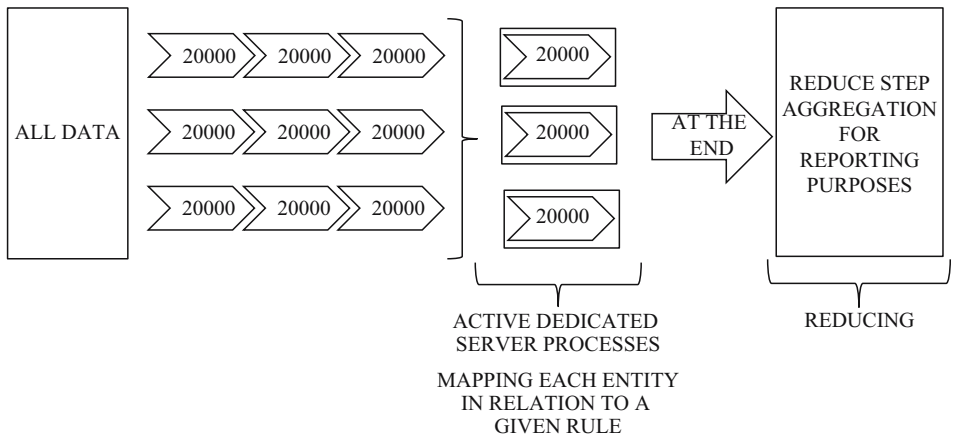 ALL DATA
20000 20000 20000
20000 20000 20000
20000 20000 20000
20000
20000
20000
ACTIVE DEDICATED
SERVER PROCESSES
MAPPING EACH ENTITY
IN RELATION TO A
GIVEN RULE
AT THE
END
REDUCE STEP
AGGREGATION
FOR
REPORTING
PURPOSES
REDUCING